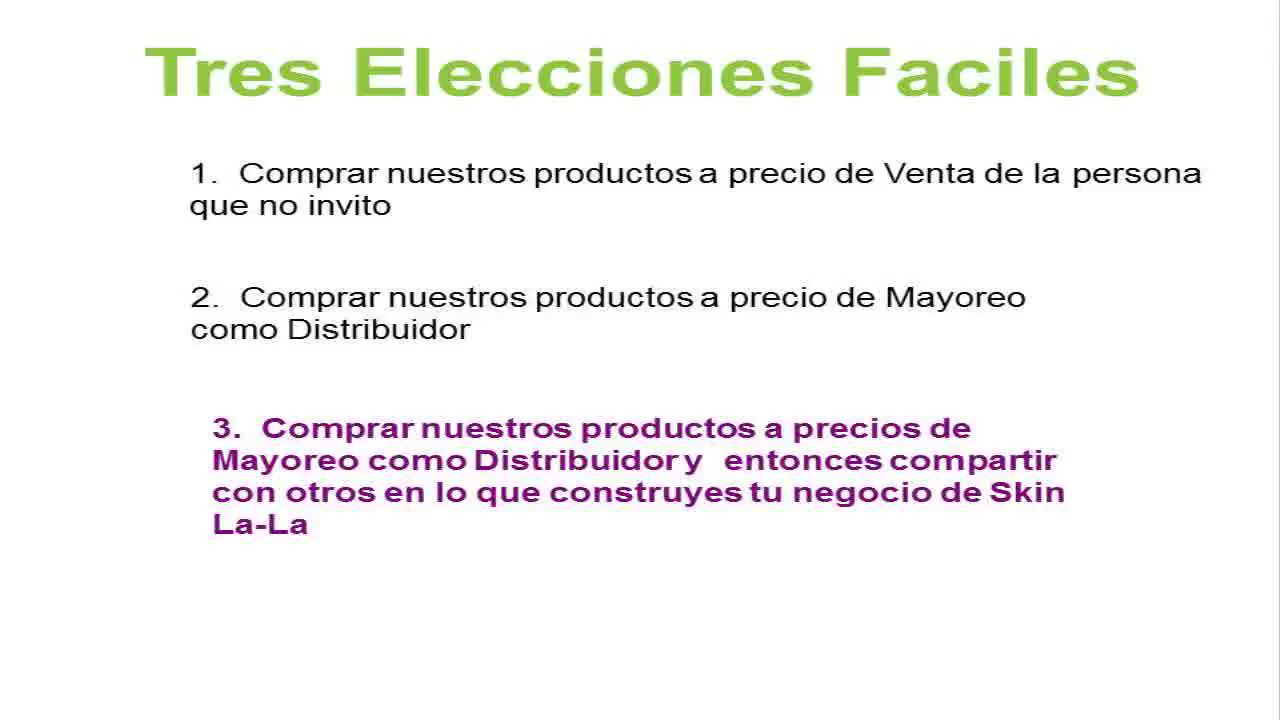 Tres Elecciones Faciles
1. Comprar nuestros productos a precio de Venta de la persona
que no invito
2. Comprar nuestros productos a precio de Mayoreo
como Distribuidor
3. Comprar nuestros productos a precios de
Mayoreo como Distribuidor y entonces compartir
con otros en lo que construyes tu negocio de Skin
La-La